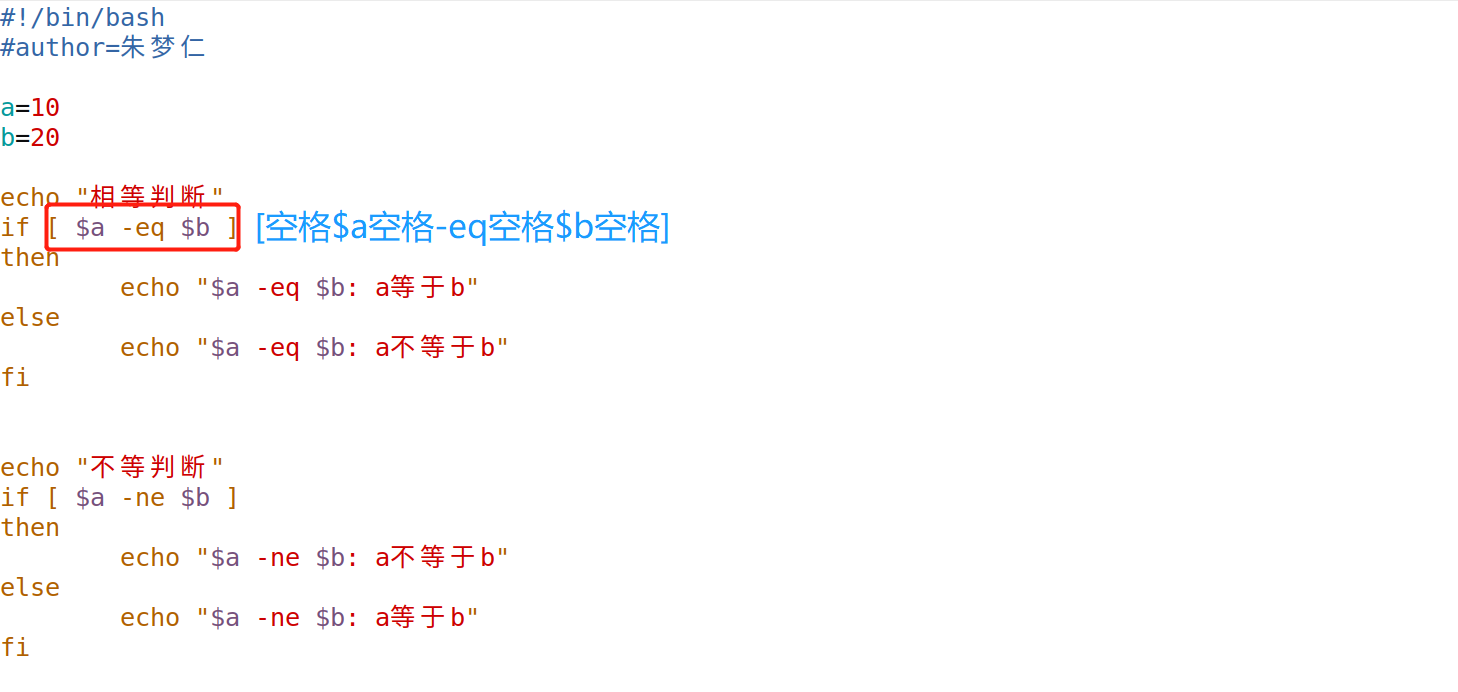 #!/bin/bash
#author=朱梦仁
a=10
b=20
echo "相等判断"
if [ $a -eq $b ] [空格$a空格-eq空格$b空格]
then
echo "$a -eq $b: a等于b"
else
echo "$a -eq $b: a不等于b"
fi
echo "不等判断"
if [ $a -ne $b ]
then
echo "$a -ne $b: a不等于b"
else
echo "$a -ne $b: a等于b"
fi